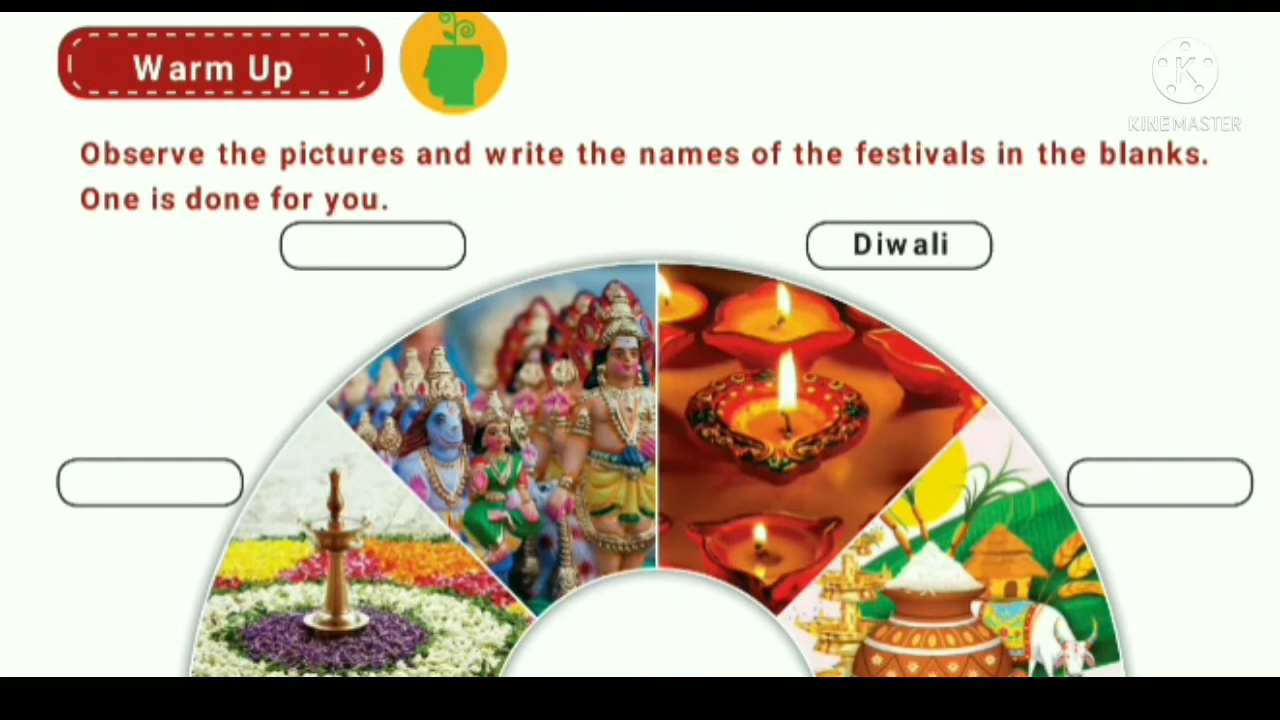 Warm Up
KINEMASTER
Observe the pictures and write the names of the festivals in the blanks.
One is done for you.
Diwali